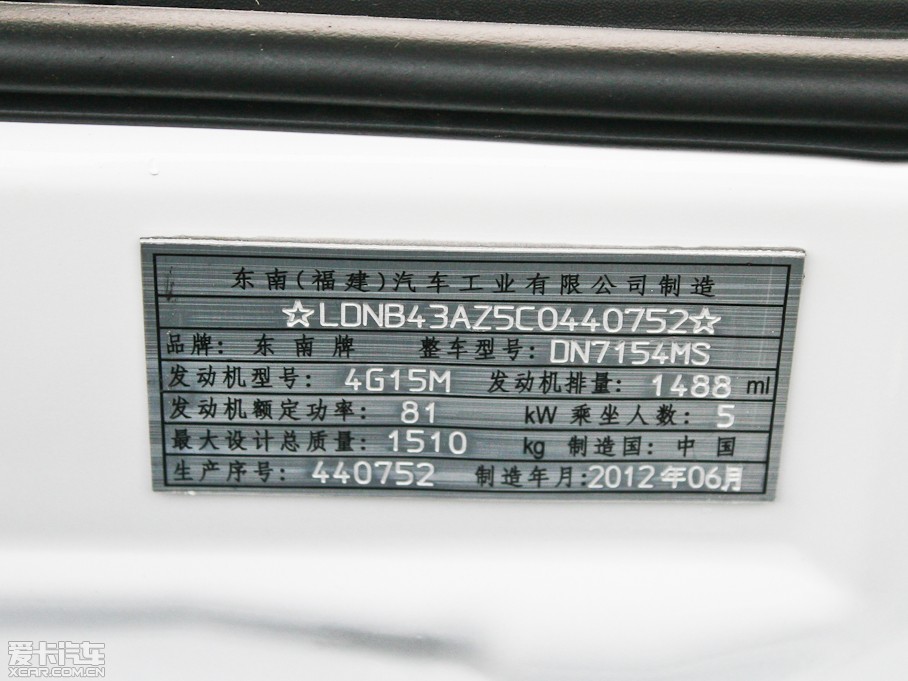 东南(福建)汽车工业有限公司制造
☆LDNB43AZ5C0440752☆
品牌: 东南牌 整车型号: DN7154MS
发动机型号: 4G15M 发动机排量: 1488 ml
发动机额定功率: 81 kW 乘坐人数: 5
最大设计总质量: 1510 kg 制造国: 中国
生产序号: 440752 制造年月: 2012年06月
爱卡汽车
XCAR.COM.CN